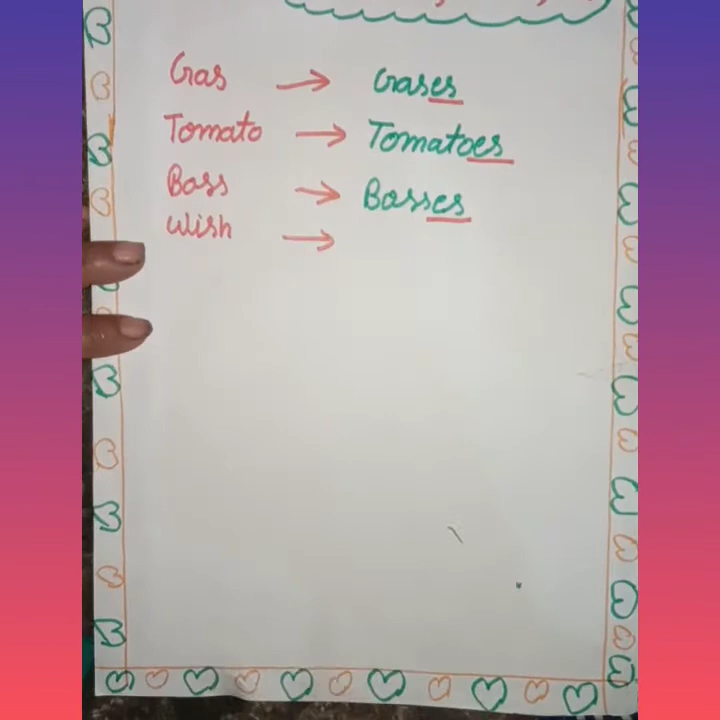 Gas → Gases
Tomato → Tomatoes
Boss → Bosses
Wish →